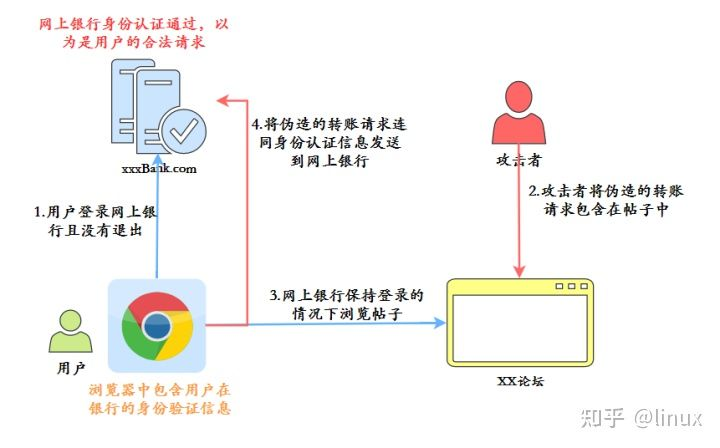 网上银行身份认证通过，以
为是用户的合法请求
xxxBank.com
4.将伪造的转账请求连
同身份认证信息发送
到网上银行
攻击者
2.攻击者将伪造的转账
请求包含在帖子中
1.用户登录网上银
行且没有退出
3.网上银行保持登录的
情况下浏览帖子
用户
浏览器中包含用户在
银行的身份验证信息
XX论坛
知乎 @linux